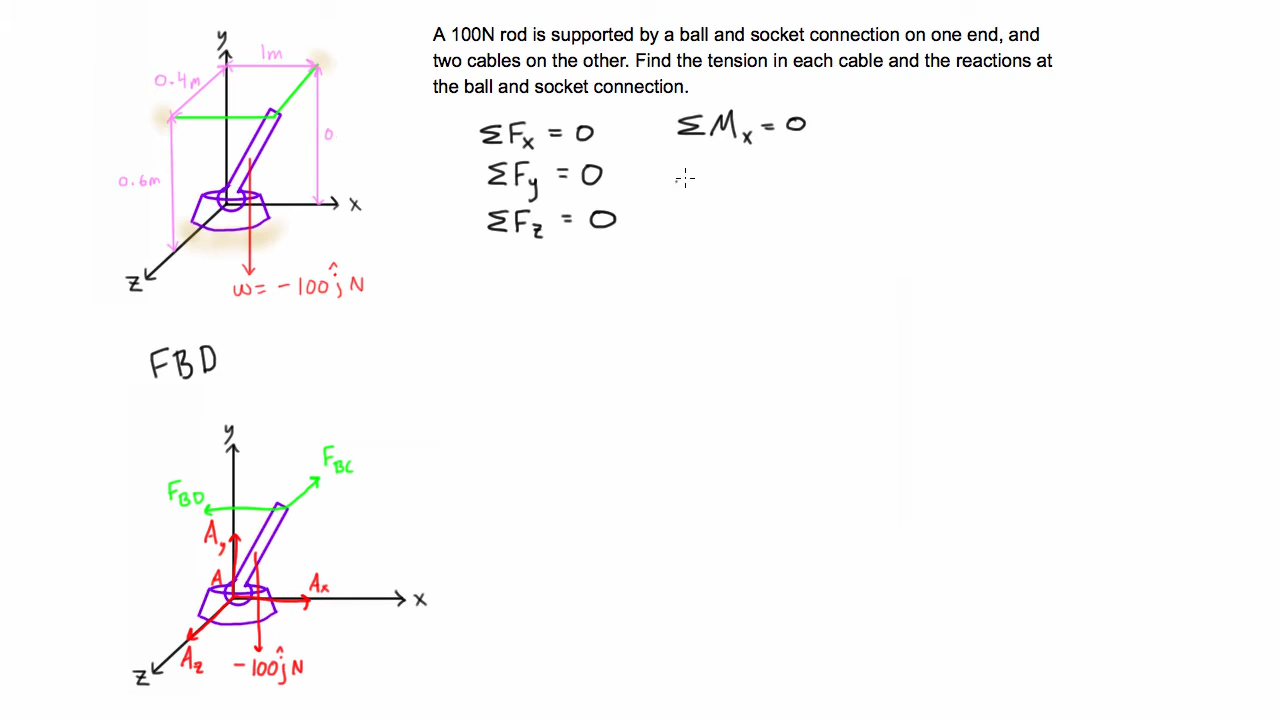 A 100N rod is supported by a ball and socket connection on one end, and
two cables on the other. Find the tension in each cable and the reactions at
the ball and socket connection.
ΣFx = 0
ΣMx = 0
ΣFy = 0
ΣFz = 0
y
1m
0.4m
0.
0.6m
x
z
w = -100ĵ N
FBD
y
FBC
FBD
Ay
A
Ax
x
Az
-100ĵ N
z